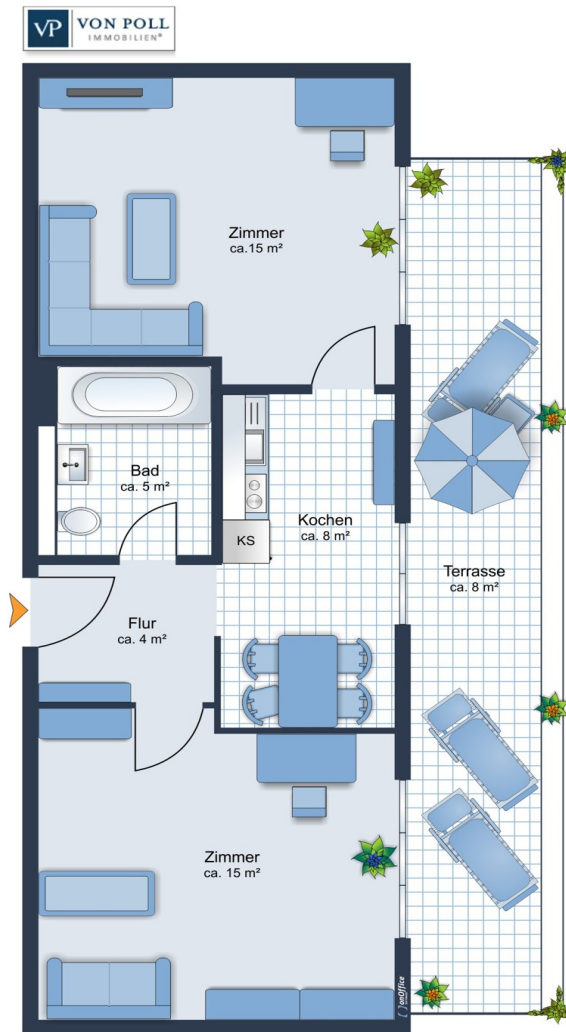 VP VON POLL
IMMOBILIEN®
Zimmer
ca.15 m²
Bad
ca. 5 m²
Kochen
ca. 8 m²
KS
Terrasse
ca. 8 m²
Flur
ca. 4 m²
Zimmer
ca. 15 m²
onOffice